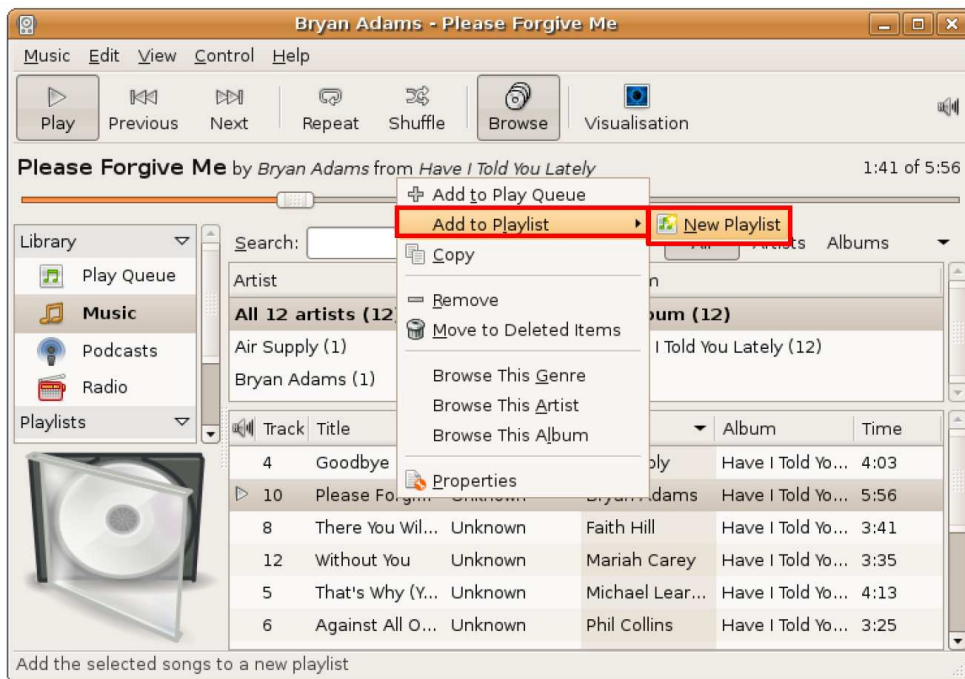 Bryan Adams - Please Forgive Me
Music Edit View Control Help
Play Previous Next Repeat Shuffle Browse Visualisation
Please Forgive Me by Bryan Adams from Have I Told You Lately 1:41 of 5:56
Add to Play Queue
Add to Playlist
New Playlist
Copy
Remove
Move to Deleted Items
Browse This Genre
Browse This Artist
Browse This Album
Properties
Library
Play Queue
Music
Podcasts
Radio
Playlists
Search: Albums
Artist
All 12 artists (12) (12)
Air Supply (1) I Told You Lately (12)
Bryan Adams (1)
Track Title Album Time
4 Goodbye Have I Told Yo... 4:03
10 Please Bryan Adams Have I Told Yo... 5:56
8 There You Wil... Unknown Faith Hill Have I Told Yo... 3:41
12 Without You Unknown Mariah Carey Have I Told Yo... 3:35
5 That's Why (Y... Unknown Michael Lear... Have I Told Yo... 4:13
6 Against All O... Unknown Phil Collins Have I Told Yo... 3:25
Add the selected songs to a new playlist